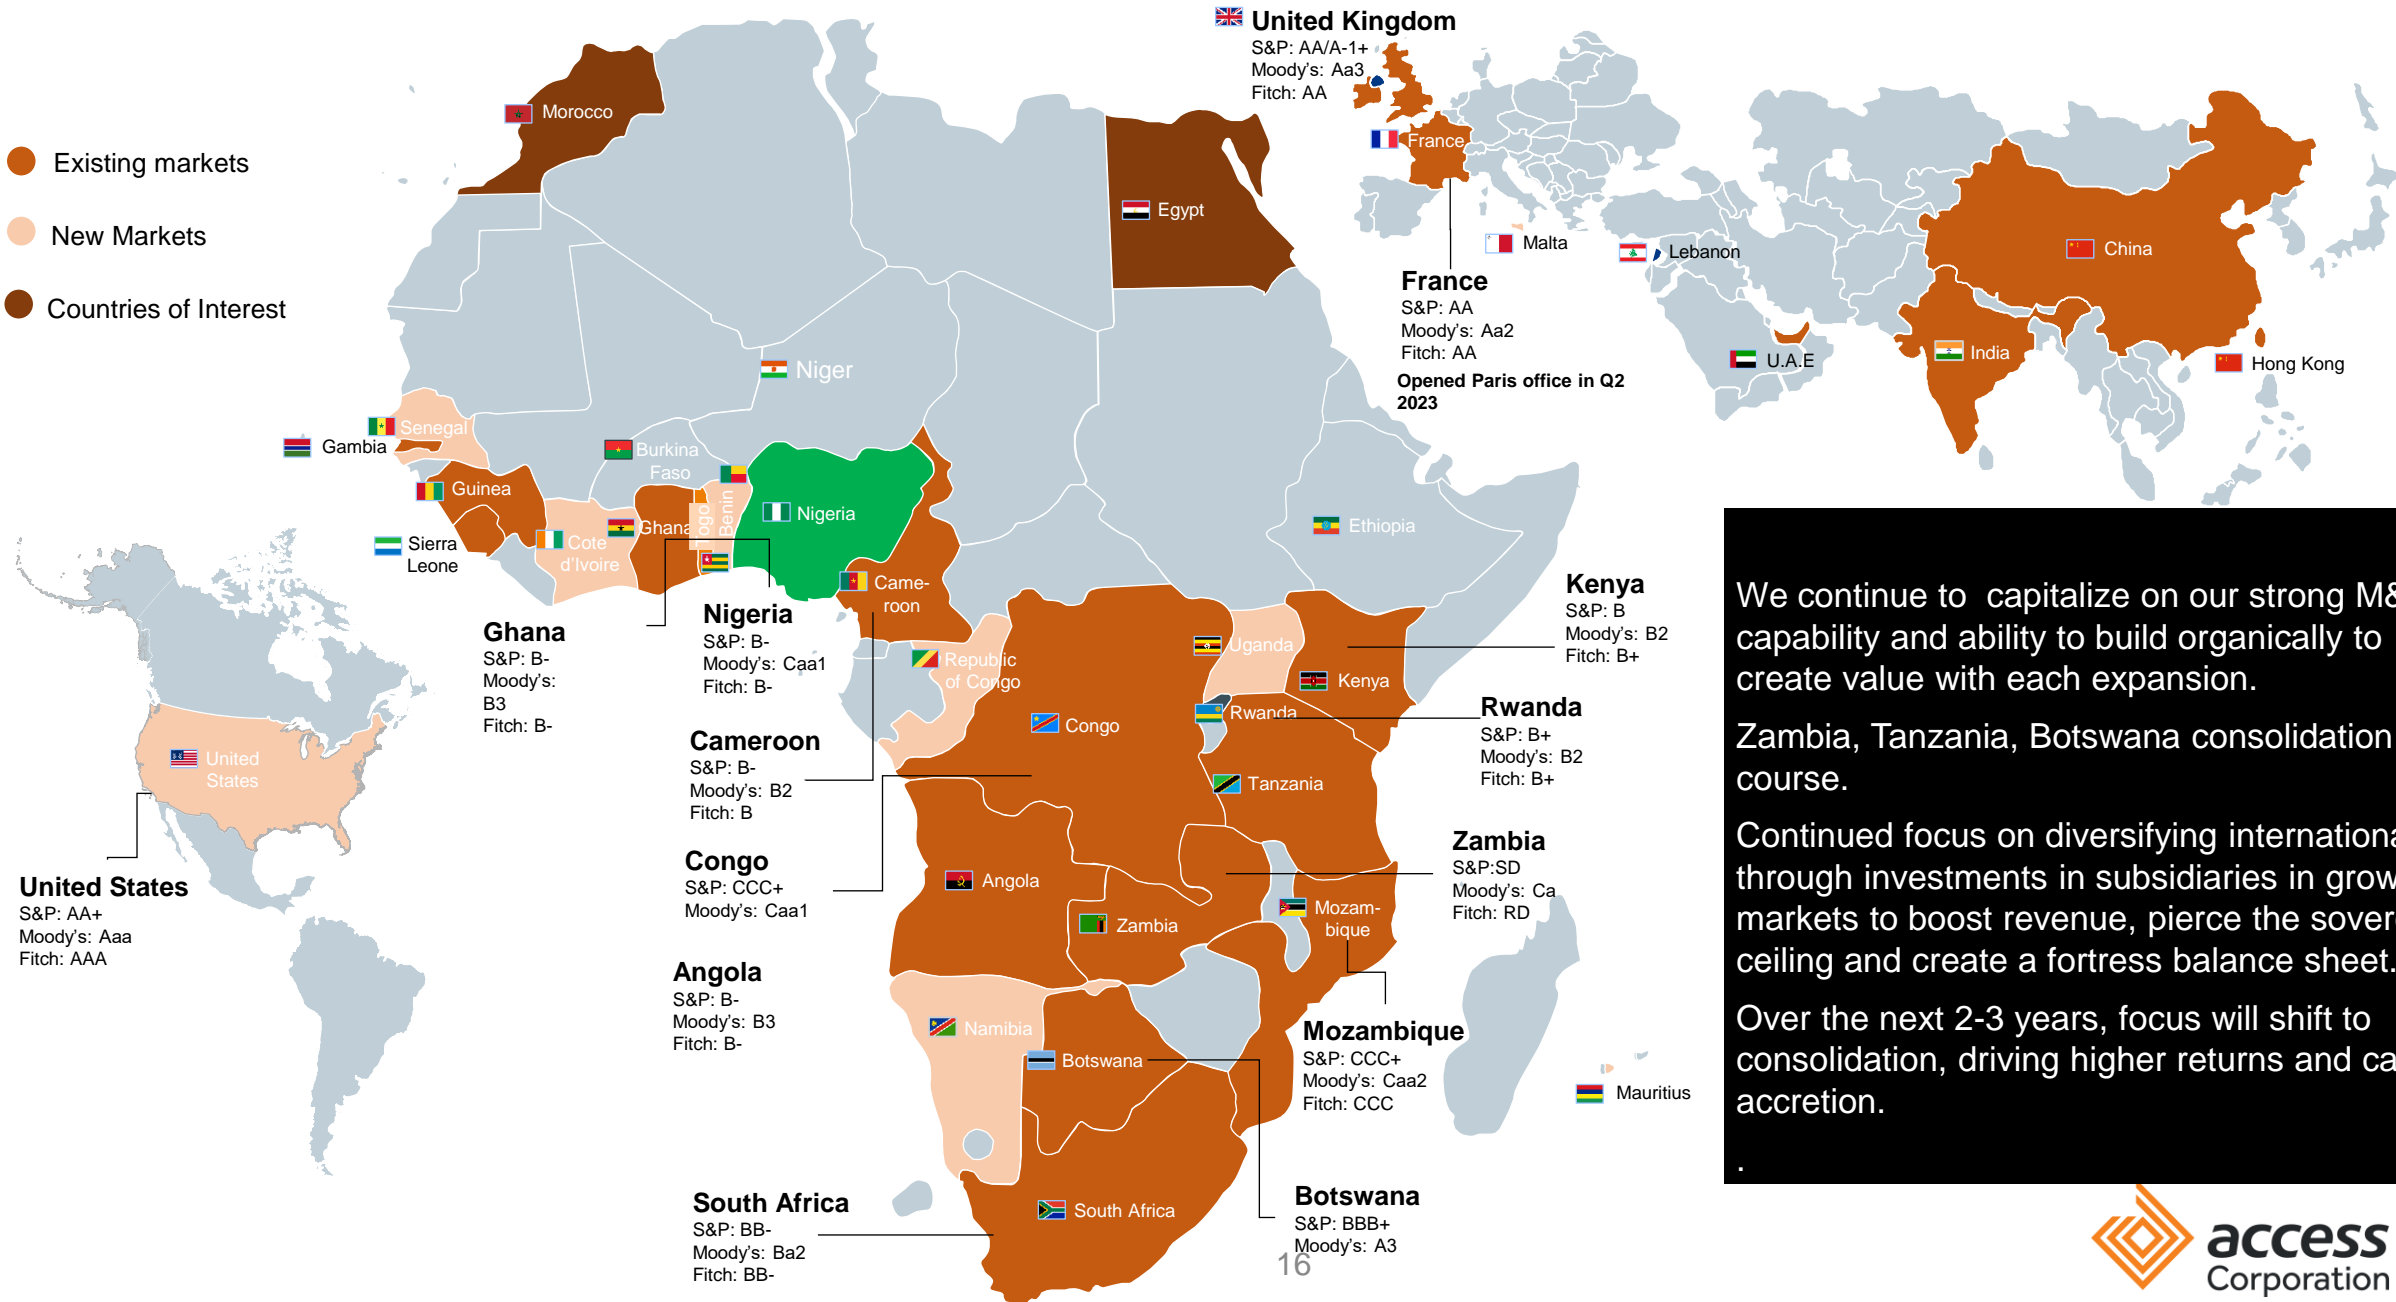 Existing markets
New Markets
Countries of Interest
Morocco
Egypt
Niger
Senegal
Gambia
Burkina
Faso
Guinea
Sierra
Leone
Cote
d'Ivoire
Ghana
Togo
Benin
Nigeria
Came-
roon
Ethiopia
Republic
of Congo
Uganda
Kenya
Congo
Rwanda
Tanzania
Angola
Zambia
Mozam-
bique
Namibia
Botswana
South Africa
Mauritius
United
States
United Kingdom
S&P: AA/A-1+
Moody's: Aa3
Fitch: AA
France
Malta
Lebanon
U.A.E
China
India
Hong Kong
France
S&P: AA
Moody's: Aa2
Fitch: AA
Opened Paris office in Q2
2023
Ghana
S&P: B-
Moody's:
B3
Fitch: B-
Nigeria
S&P: B-
Moody's: Caa1
Fitch: B-
Cameroon
S&P: B-
Moody's: B2
Fitch: B
Congo
S&P: CCC+
Moody's: Caa1
Angola
S&P: B-
Moody's: B3
Fitch: B-
South Africa
S&P: BB-
Moody's: Ba2
Fitch: BB-
United States
S&P: AA+
Moody's: Aaa
Fitch: AAA
Kenya
S&P: B
Moody's: B2
Fitch: B+
Rwanda
S&P: B+
Moody's: B2
Fitch: B+
Zambia
S&P:SD
Moody's: Ca
Fitch: RD
Mozambique
S&P: CCC+
Moody's: Caa2
Fitch: CCC
Botswana
S&P: BBB+
Moody's: A3
We continue to capitalize on our strong M&
capability and ability to build organically to
create value with each expansion.
Zambia, Tanzania, Botswana consolidation
course.
Continued focus on diversifying internationa
through investments in subsidiaries in grow
markets to boost revenue, pierce the sover
ceiling and create a fortress balance sheet.
Over the next 2-3 years, focus will shift to
consolidation, driving higher returns and ca
accretion.
.
16
access
Corporation